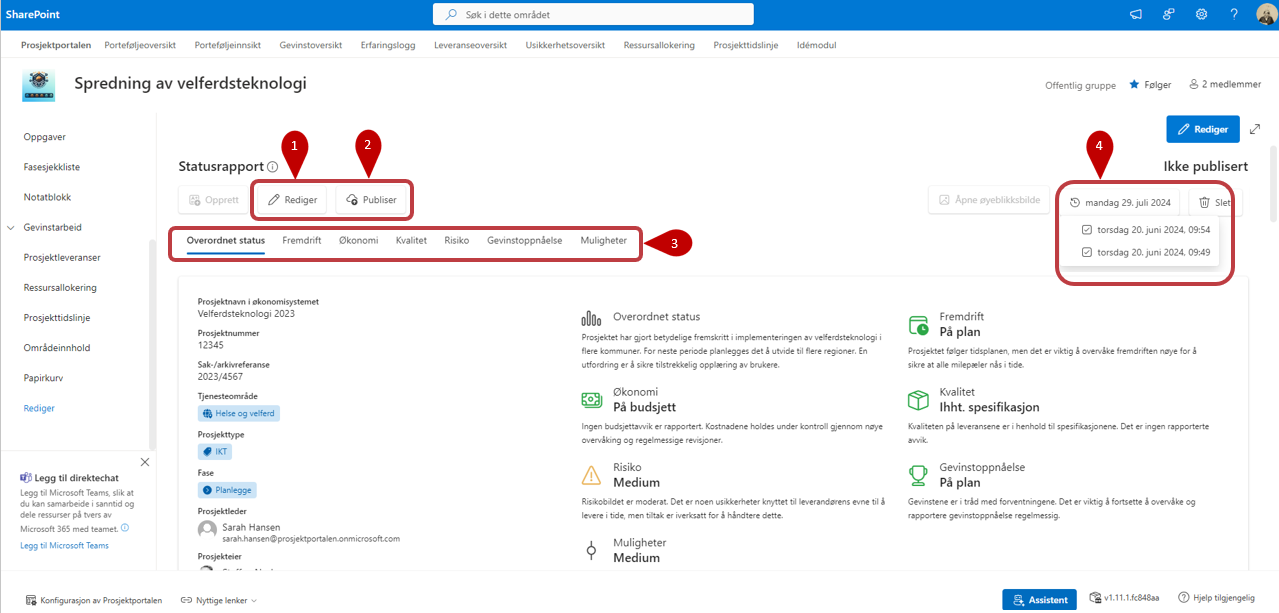 SharePoint
Søk i dette området
?
Prosjektportalen Porteføljeoversikt Porteføljeinnsikt Gevinstoversikt Erfaringslogg Leveranseoversikt Usikkerhetsoversikt Ressursallokering Prosjekttidslinje Idémodul
Spredning av velferdsteknologi
Offentlig gruppe Følger 2 medlemmer
Rediger
Oppgaver
Fasesjekkliste
Notatblokk
Gevinstarbeid
Prosjektleveranser
Ressursallokering
Prosjekttidslinje
Områdeinnhold
Papirkurv
Rediger
Legg til direktechat
Legg til Microsoft Teams, slik at
du kan samarbeide i sanntid og
dele ressurser på tvers av
Microsoft 365 med teamet.
Legg til Microsoft Teams
1
2
3
4
Statusrapport
Ikke publisert
Opprett Rediger Publiser
Åpne øyeblikksbilde mandag 29. juli 2024 Slet
torsdag 20. juni 2024. 09:54
torsdag 20. juni 2024. 09:49
Overordnet status Fremdrift Økonomi Kvalitet Risiko Gevinstoppnåelse Muligheter
Prosjektnavn i økonomisystemet
Velferdsteknologi 2023
Prosjektnummer
12345
Sak-/arkivreferanse
2023/4567
Tjenesteområde
Helse og velferd
Prosjekttype
IKT
Fase
Planlegge
Prosjektleder
Sarah Hansen
sarah.hansen@prosjektportalen.onmicrosoft.com
Prosjekteier
Overordnet status
Prosjektet har gjort betydelige fremskritt i implementeringen av velferdsteknologi i
flere kommuner. For neste periode planlegges det å utvide til flere regioner. En
utfordring er å sikre tilstrekkelig opplæring av brukere.
Fremdrift
På plan
Prosjektet følger tidsplanen, men det er viktig å overvåke fremdriften nøye for å
sikre at alle milepæler nås i tide.
Økonomi
På budsjett
Ingen budsjettavvik er rapportert. Kostnadene holdes under kontroll gjennom nøye
overvåking og regelmessige revisjoner.
Kvalitet
Ihht. spesifikasjon
Kvaliteten på leveransene er i henhold til spesifikasjonene. Det er ingen rapporterte
avvik.
Risiko
Medium
Risikobildet er moderat. Det er noen usikkerheter knyttet til leverandørens evne til å
levere i tide, men tiltak er iverksatt for å håndtere dette.
Gevinstoppnåelse
På plan
Gevinstene er i tråd med forventningene. Det er viktig å fortsette å overvåke og
rapportere gevinstoppnåelse regelmessig.
Muligheter
Medium
Konfigurasjon av Prosjektportalen Nyttige lenker
Assistent v1.11.1.fc848aa Hjelp tilgjengelig